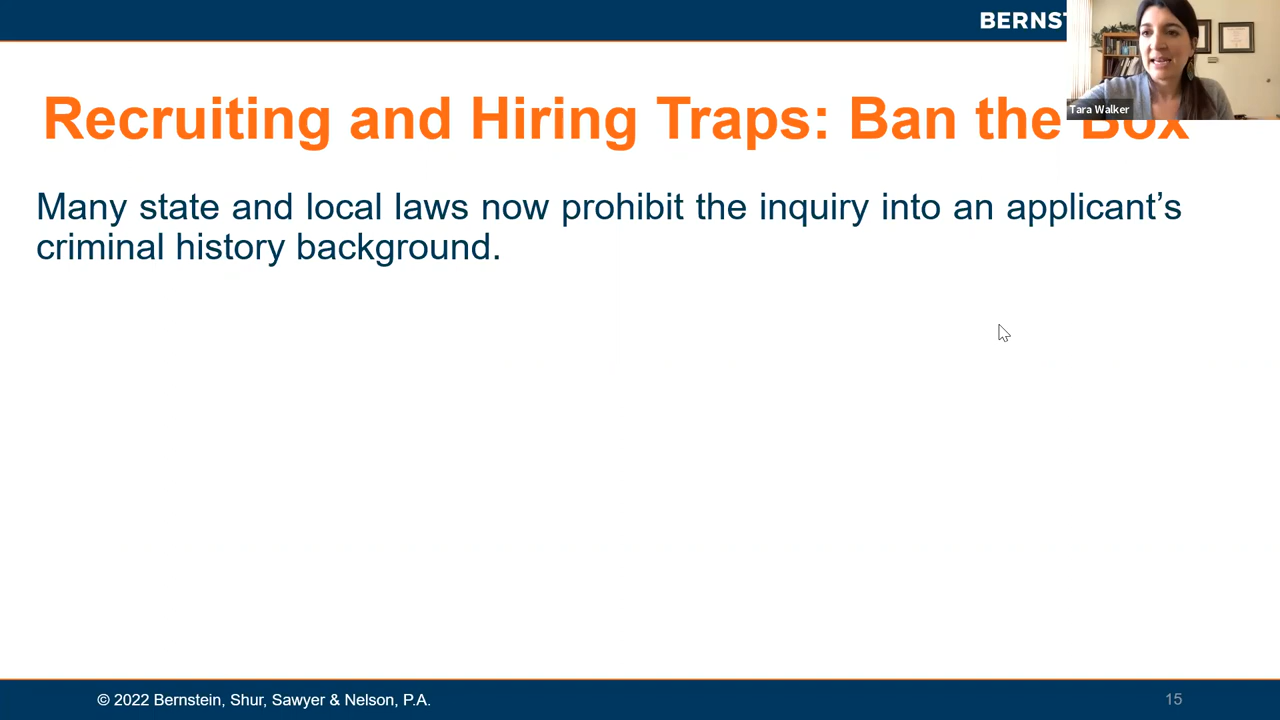 BERNST
Tara Walker
Recruiting and Hiring Traps: Ban the Box
Many state and local laws now prohibit the inquiry into an applicant’s
criminal history background.
© 2022 Bernstein, Shur, Sawyer & Nelson, P.A.
15